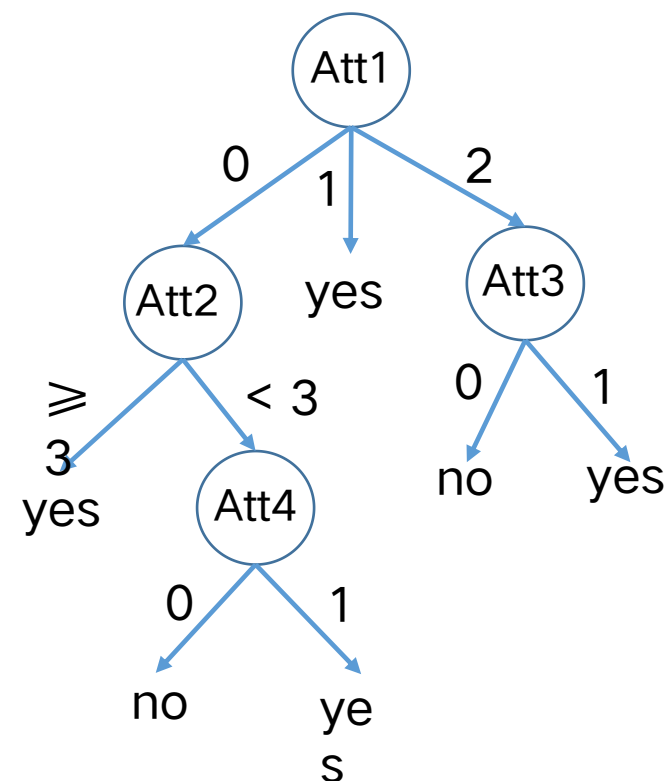 Att1
0
1
2
Att2
yes
Att3
⩾
3
< 3
0
1
yes
Att4
no
yes
0
1
no
ye
s